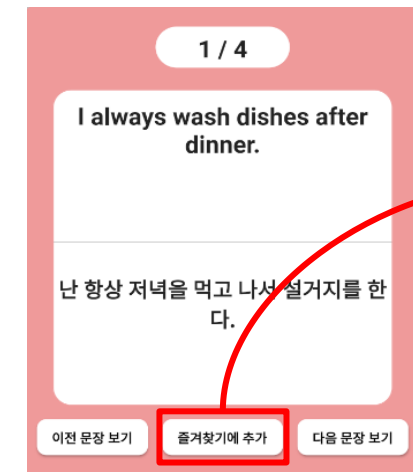 1 / 4
I always wash dishes after
dinner.
난 항상 저녁을 먹고 나서 설거지를 한
다.
이전 문장 보기 즐겨찾기에 추가 다음 문장 보기